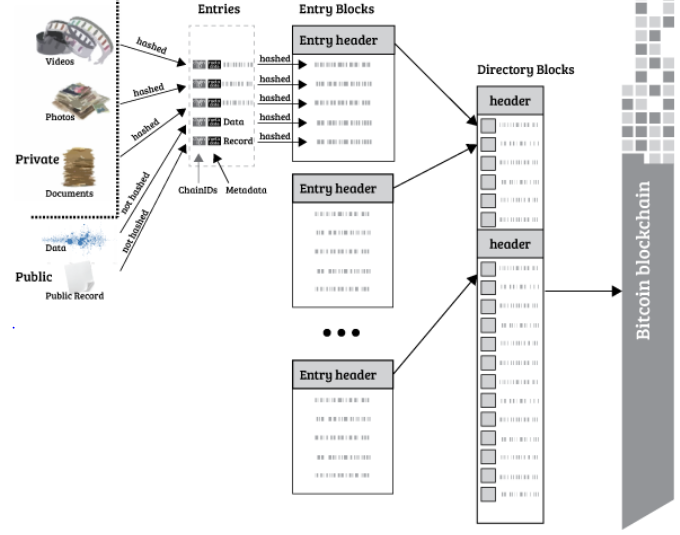 Entries
Entry Blocks
Directory Blocks
Videos
Photos
Private
Documents
Data
Public
Public Record
hashed
hashed
hashed
not hashed
not hashed
Data
Record
ChainIDs
Metadata
hashed
hashed
hashed
hashed
hashed
Entry header
Entry header
Entry header
header
header
Bitcoin blockchain